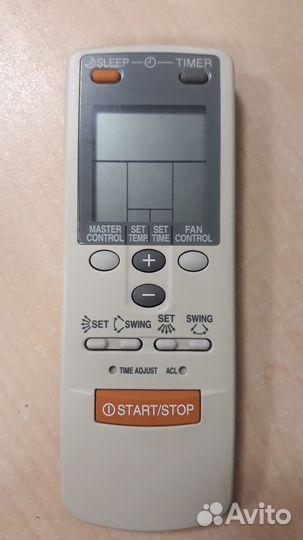 SLEEP TIMER
MASTER CONTROL SET TEMP. SET TIME FAN CONTROL
+
−
SET SWING SET SWING
TIME ADJUST ACL
START/STOP
Avito